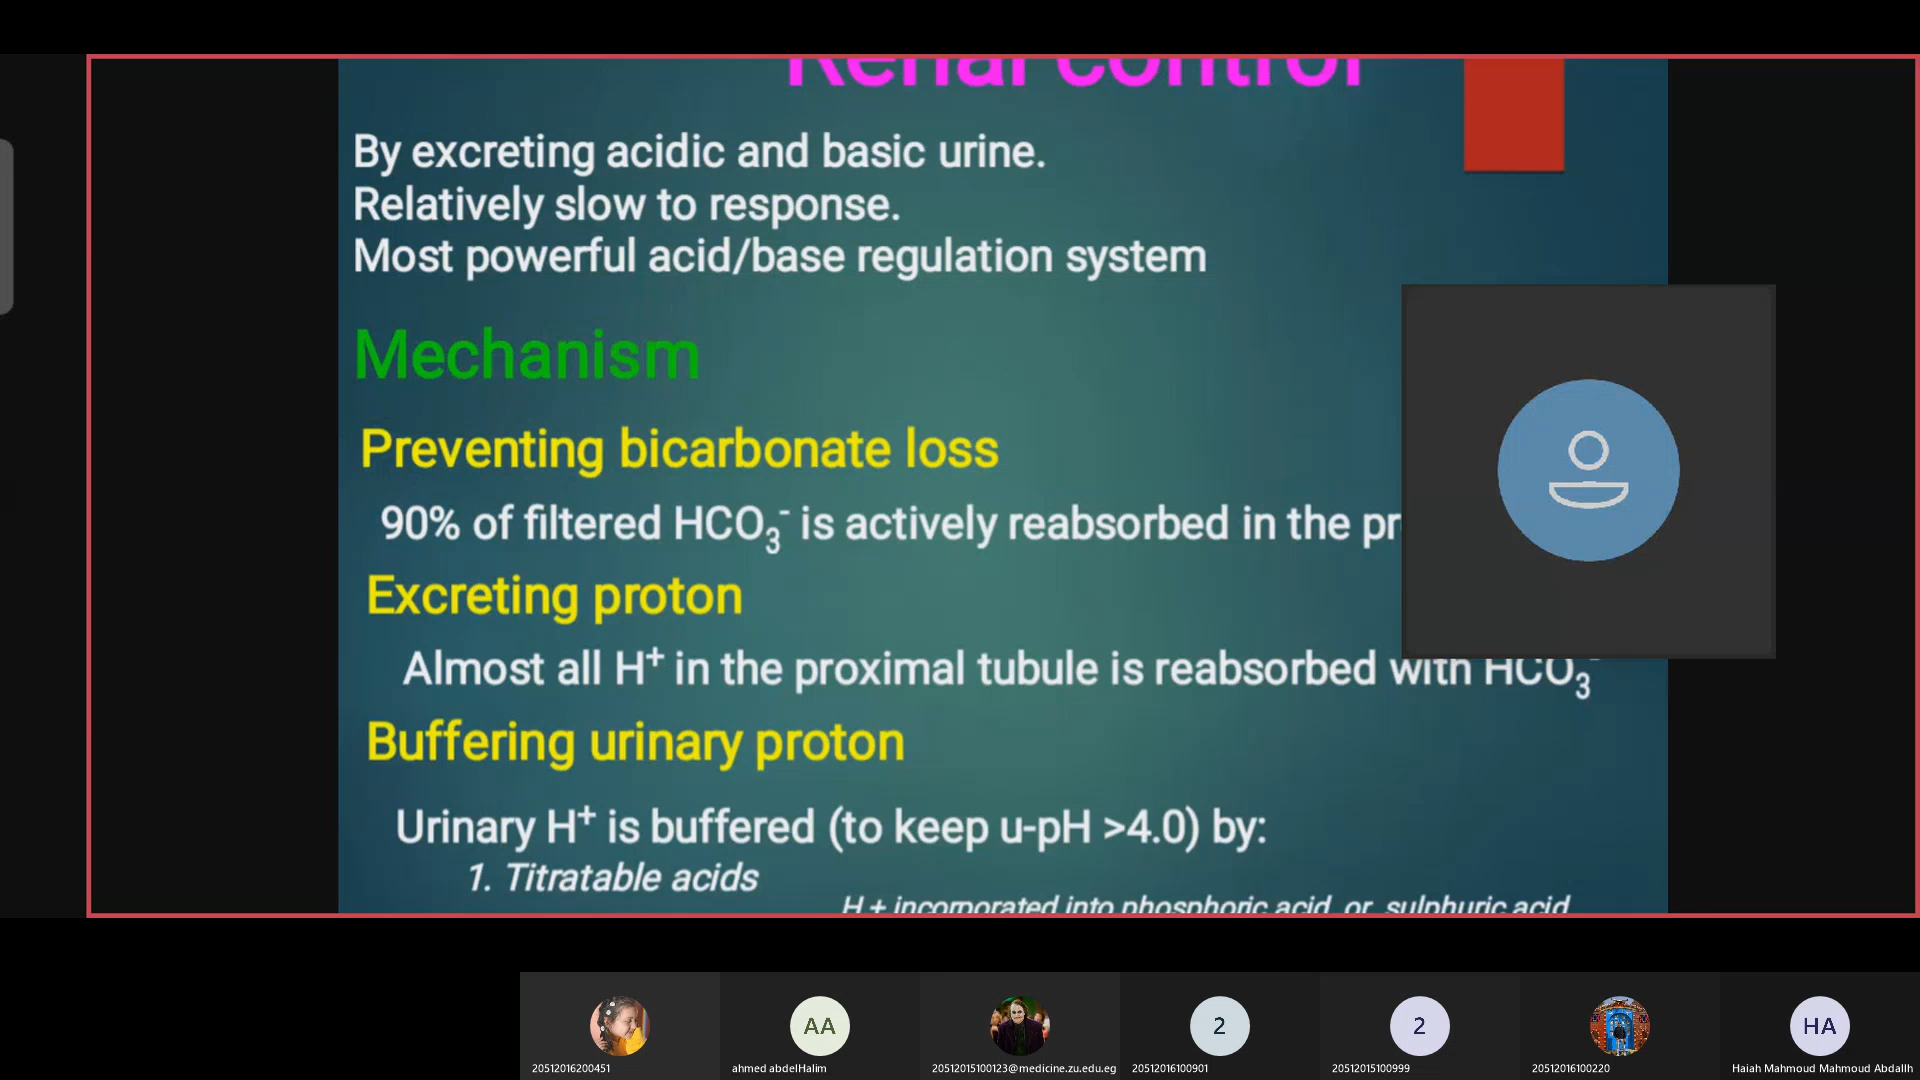 Renal control
By excreting acidic and basic urine.
Relatively slow to response.
Most powerful acid/base regulation system
Mechanism
Preventing bicarbonate loss
90% of filtered HCO₃⁻ is actively reabsorbed in the pr
Excreting proton
Almost all H⁺ in the proximal tubule is reabsorbed with HCO₃⁻
Buffering urinary proton
Urinary H⁺ is buffered (to keep u-pH >4.0) by:
1. Titratable acids
H + incorporated into phosphoric acid or sulphuric acid
AA
2
2
HA
20512016200451
ahmed abdelHalim
20512015100123@medicine.zu.edu.eg
20512016100901
20512015100999
20512016100220
Haiah Mahmoud Mahmoud Abdallh